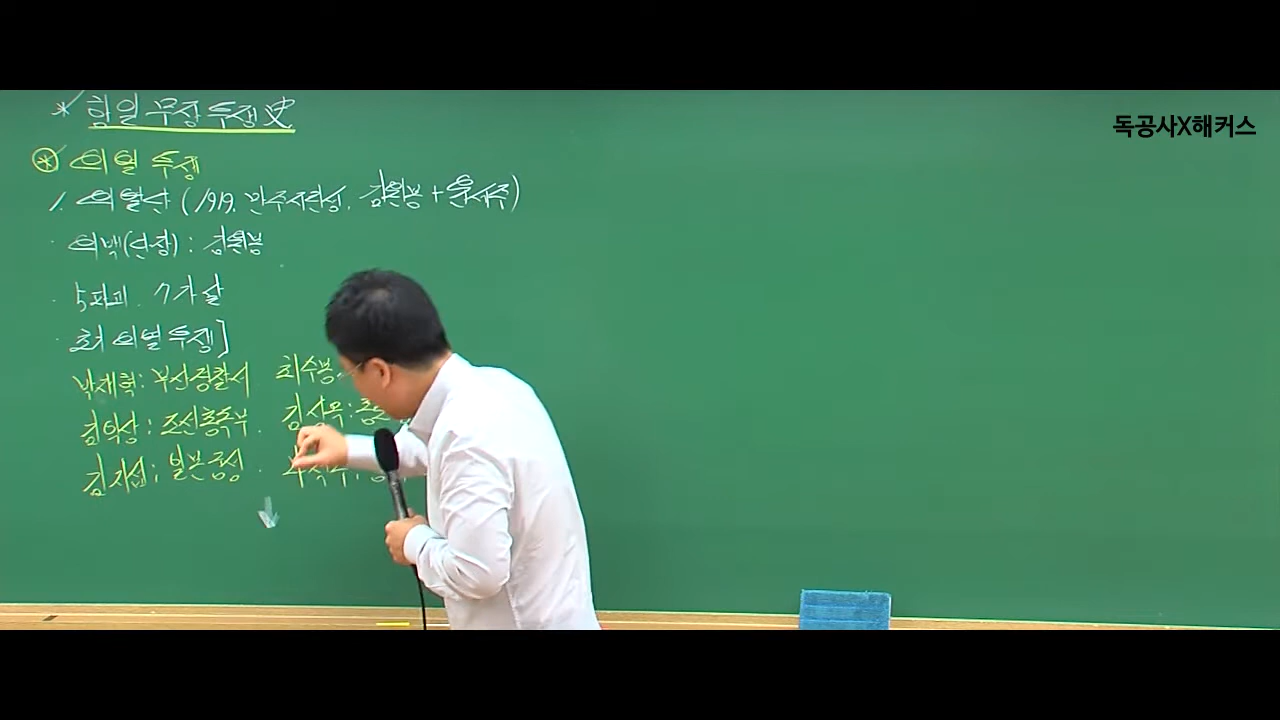 * 항일무장투쟁史
독공사X해커스
* 의열 투쟁
1. 의열단 (1919. 만주지린성. 김원봉 + 윤세주)
· 의백(단장) : 김원봉
· 5파괴. 7가살
· 의열투쟁]
박재혁 : 부산경찰서. 최수봉
김익상 : 조선총독부. 김상옥 : 종로
김지섭 : 일본궁성.